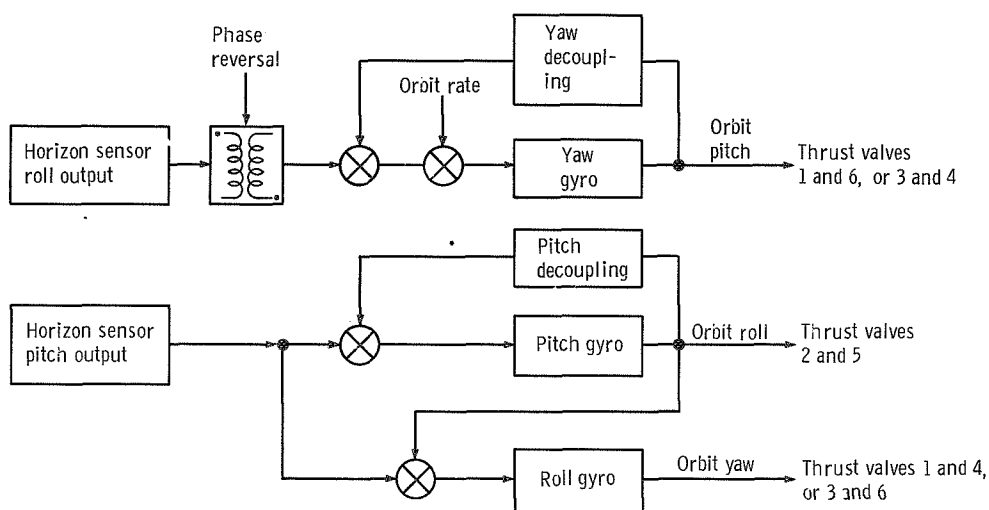 Phase
reversal
Yaw
decoupl-
ing
Orbit rate
Horizon sensor
roll output
Yaw
gyro
Orbit
pitch
Thrust valves
1 and 6, or 3 and 4
Pitch
decoupling
Horizon sensor
pitch output
Pitch gyro
Orbit roll
Thrust valves
2 and 5
Roll gyro
Orbit yaw
Thrust valves 1 and 4,
or 3 and 6